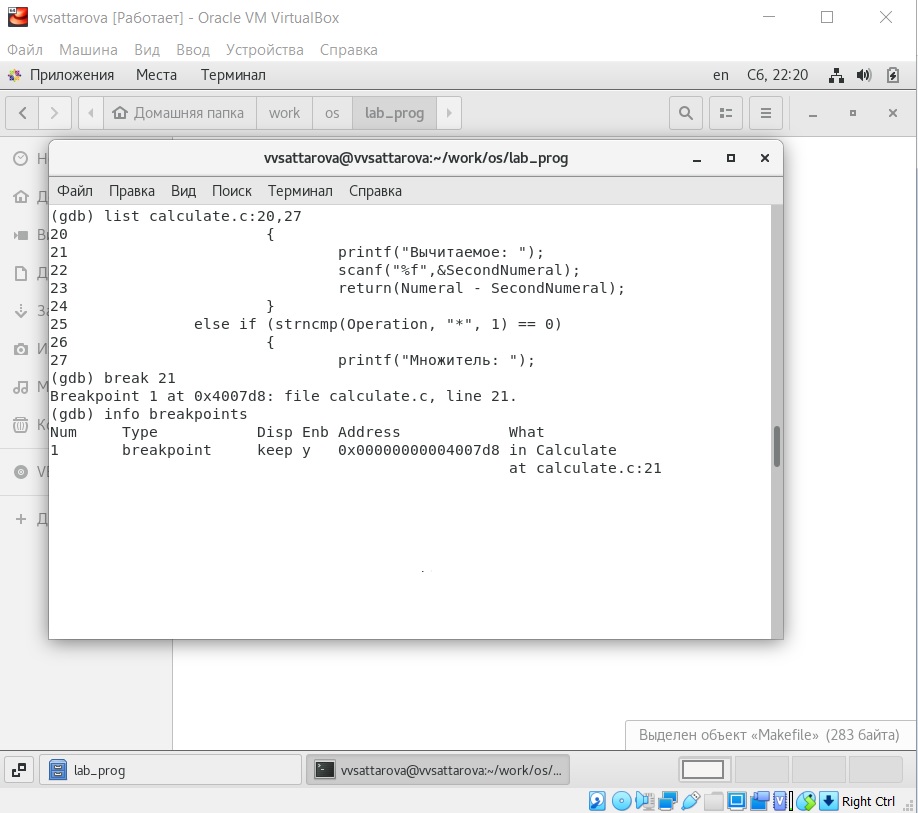 vvsattarova [Работает] - Oracle VM VirtualBox
Файл Машина Вид Ввод Устройства Справка
Приложения Места Терминал en Сб, 22:20
Домашняя папка work os lab_prog
vvsattarova@vvsattarova:~/work/os/lab_prog
Файл Правка Вид Поиск Терминал Справка
(gdb) list calculate.c:20,27
20 {
21 printf("Вычитаемое: ");
22 scanf("%f",&SecondNumeral);
23 return(Numeral - SecondNumeral);
24 }
25 else if (strncmp(Operation, "*", 1) == 0)
26 {
27 printf("Множитель: ");
(gdb) break 21
Breakpoint 1 at 0x4007d8: file calculate.c, line 21.
(gdb) info breakpoints
Num Type Disp Enb Address What
1 breakpoint keep y 0x00000000004007d8 in Calculate
at calculate.c:21
Выделен объект «Makefile» (283 байта)
lab_prog
vvsattarova@vvsattarova:~/work/os/...
Right Ctrl